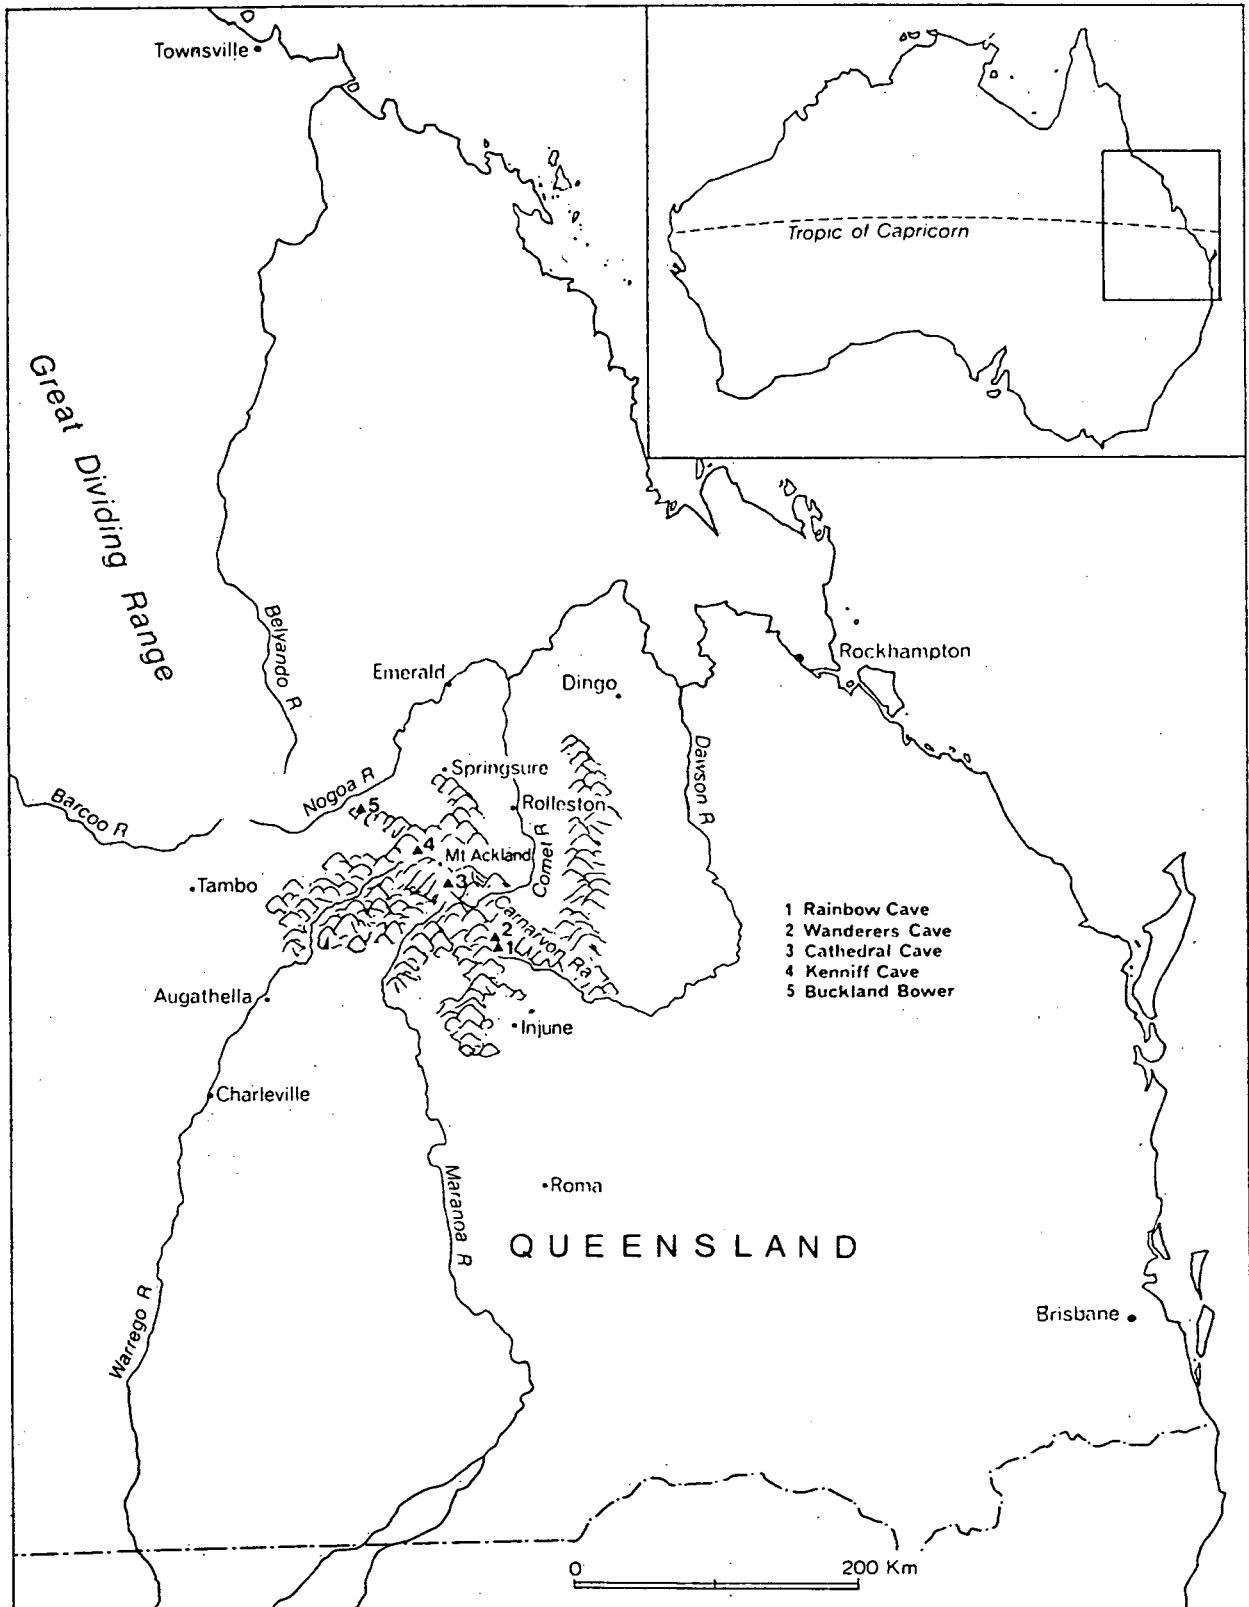 Townsville
Tropic of Capricorn
Great Dividing Range
Belyando R
Emerald
Dingo
Rockhampton
Dawson R
Springsure
Nogoa R
Barcoo R
5
Rolleston
4
Mt Ackland
Comet R
Tambo
3
Carnarvon Ra
2
1
1 Rainbow Cave
2 Wanderers Cave
3 Cathedral Cave
4 Kenniff Cave
5 Buckland Bower
Augathella
Injune
Charleville
Maranoa R
Roma
QUEENSLAND
Warrego R
Brisbane
0 200 Km